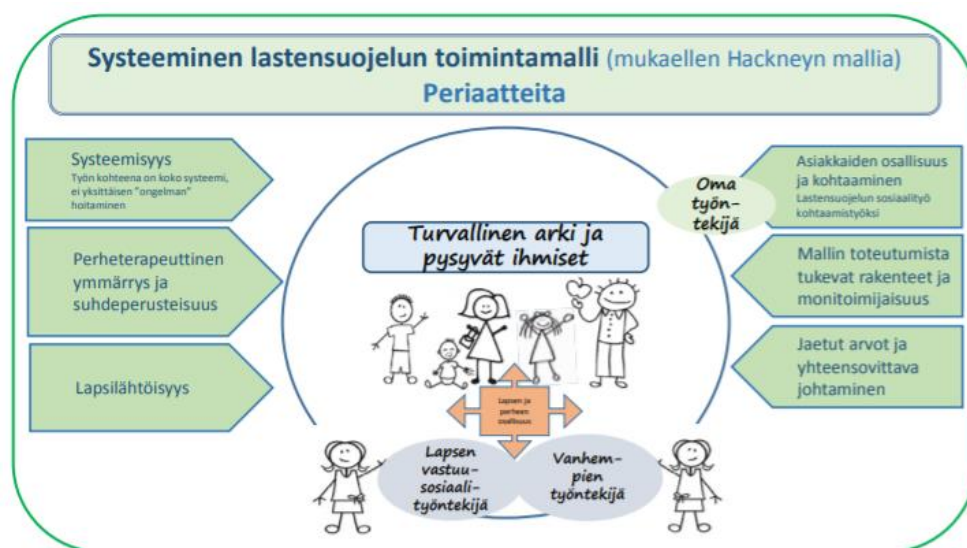 Systeeminen lastensuojelun toimintamalli (mukaellen Hackneyn mallia)
Periaatteita
Systeemisyys
Työn kohteena on koko systeemi,
ei yksittäisen "ongelman"
hoitaminen
Perheterapeuttinen
ymmärrys ja
suhdeperusteisuus
Lapsilähtöisyys
Turvallinen arki ja
pysyvät ihmiset
Lapsen ja
perheen
osallisuus
Lapsen
vastuu-
sosiaali-
työntekijä
Vanhem-
pien
työntekijä
Oma
työn-
tekijä
Asiakkaiden osallisuus
ja kohtaaminen
Lastensuojelun sosiaalityö
kohtaamistyöksi
Mallin toteutumista
tukevat rakenteet ja
monitoimijaisuus
Jaetut arvot ja
yhteensovittava
johtaminen